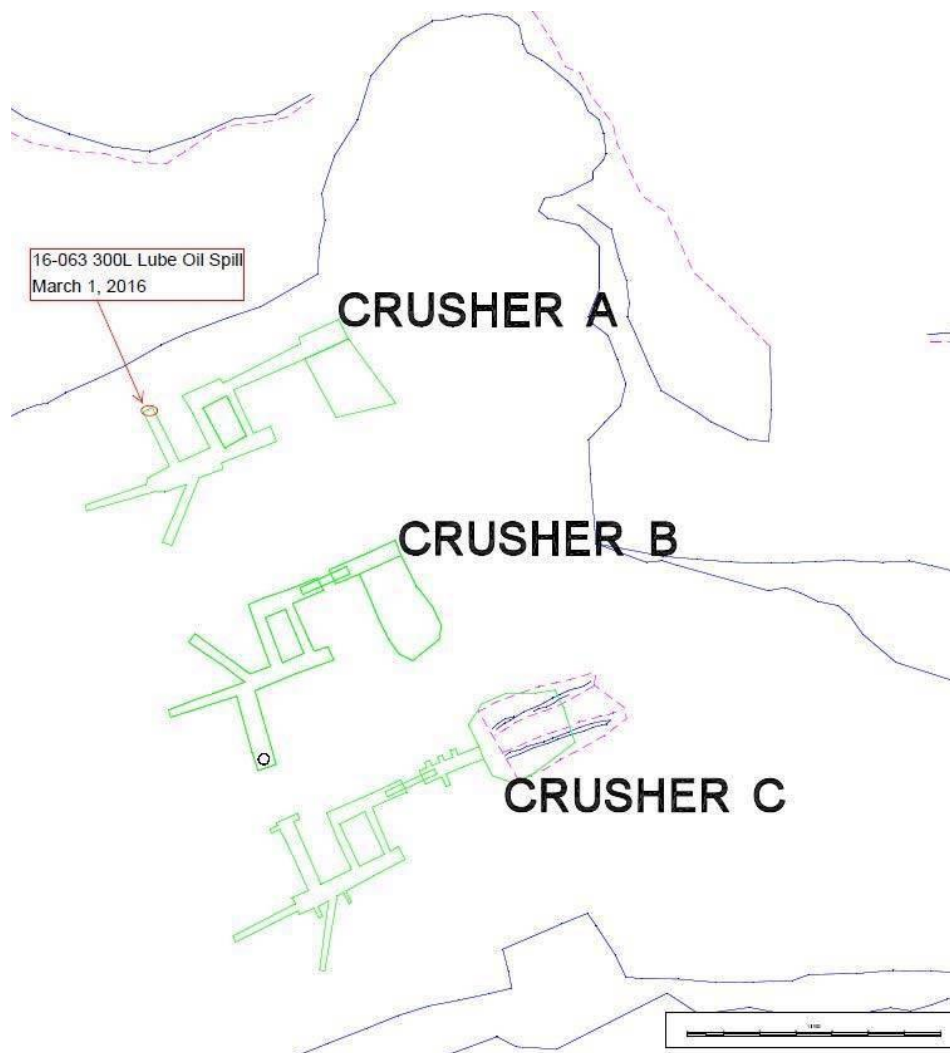 16-063 300L Lube Oil Spill
March 1, 2016
CRUSHER A
CRUSHER B
CRUSHER C